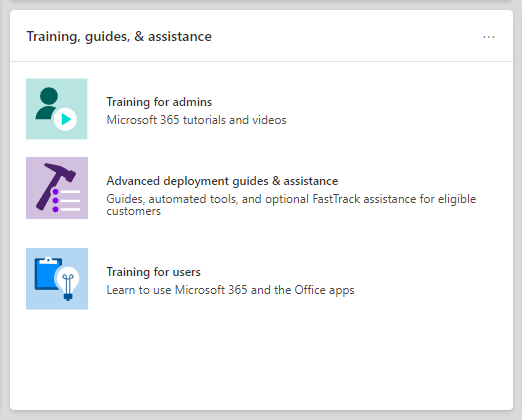 Training, guides, & assistance
Training for admins
Microsoft 365 tutorials and videos
Advanced deployment guides & assistance
Guides, automated tools, and optional FastTrack assistance for eligible
customers
Training for users
Learn to use Microsoft 365 and the Office apps